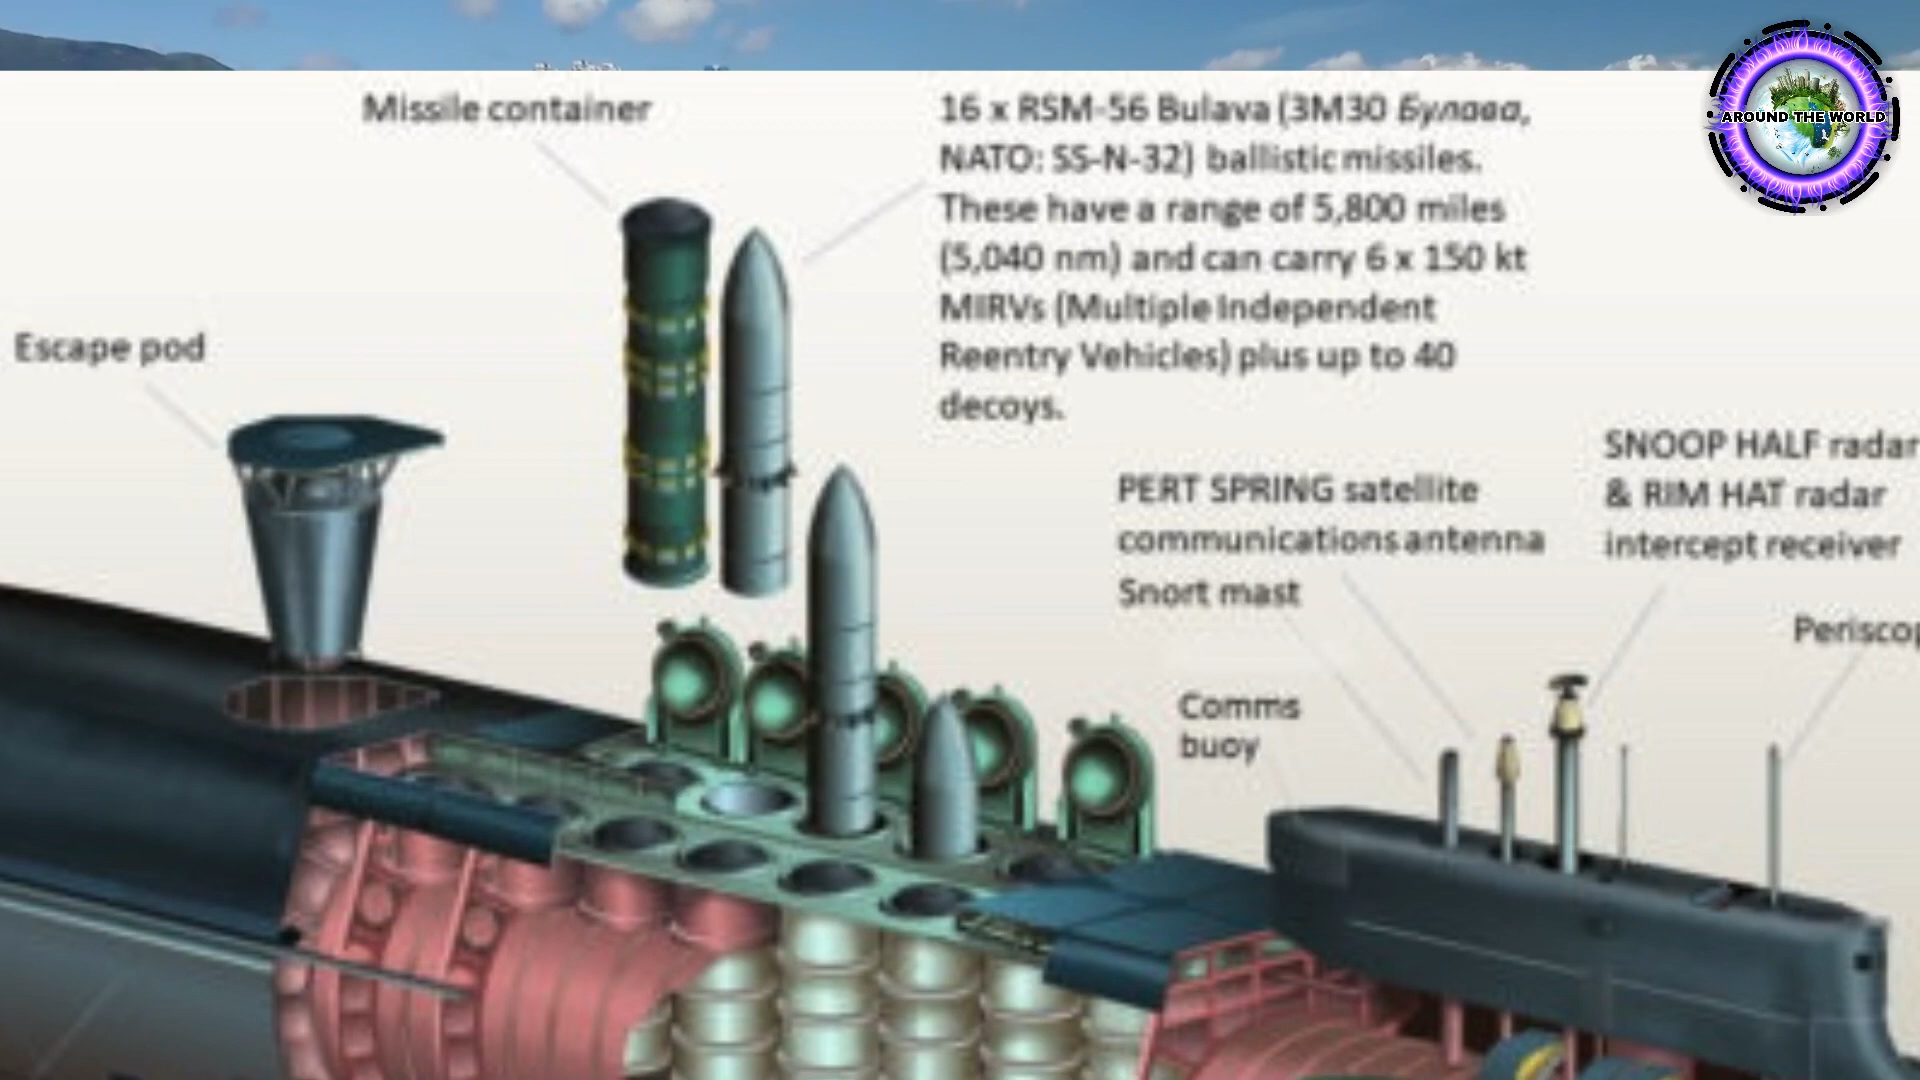 Missile container
16 x RSM-56 Bulava (3M30 Булава,
NATO: SS-N-32) ballistic missiles.
These have a range of 5,800 miles
(5,040 nm) and can carry 6 x 150 kt
MIRVs (Multiple Independent
Reentry Vehicles) plus up to 40
decoys.
AROUND THE WORLD
Escape pod
SNOOP HALF radar
& RIM HAT radar
intercept receiver
PERT SPRING satellite
communications antenna
Snort mast
Periscop
Comms
buoy